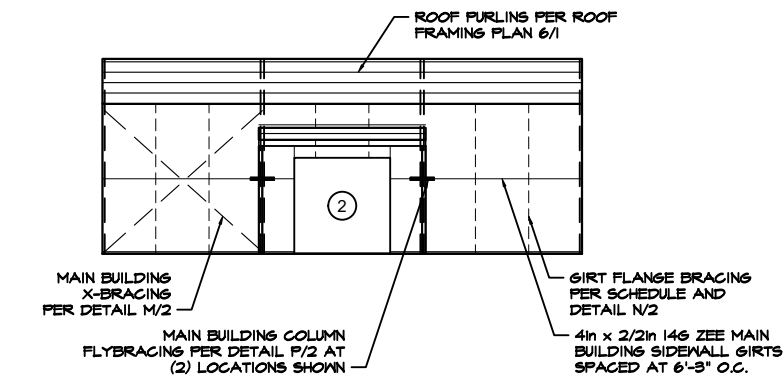 ROOF PURLINS PER ROOF
FRAMING PLAN 6/1
2
MAIN BUILDING
X-BRACING
PER DETAIL M/2
MAIN BUILDING COLUMN
FLYBRACING PER DETAIL P/2 AT
(2) LOCATIONS SHOWN
GIRT FLANGE BRACING
PER SCHEDULE AND
DETAIL N/2
4in x 2/2in 14G ZEE MAIN
BUILDING SIDEWALL GIRTS
SPACED AT 6'-3" O.C.